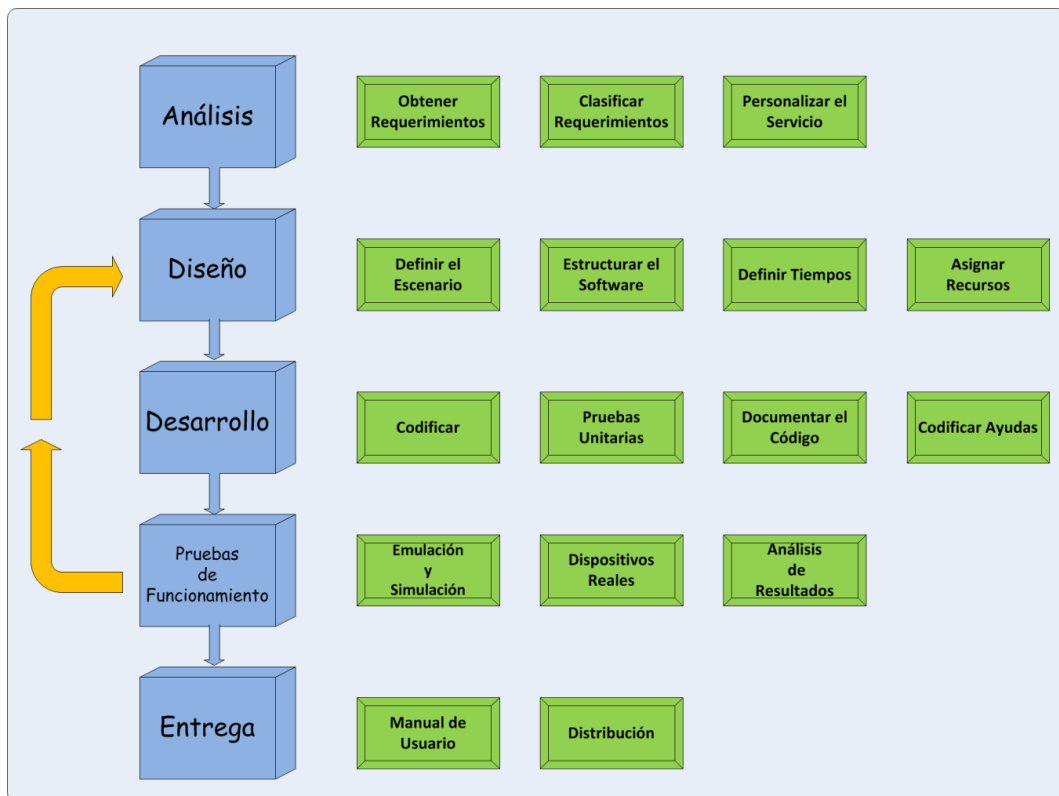 Análisis
Obtener
Requerimientos
Clasificar
Requerimientos
Personalizar el
Servicio
Diseño
Definir el
Escenario
Estructurar el
Software
Definir Tiempos
Asignar
Recursos
Desarrollo
Codificar
Pruebas
Unitarias
Documentar el
Código
Codificar Ayudas
Pruebas
de
Funcionamiento
Emulación
y
Simulación
Dispositivos
Reales
Análisis
de
Resultados
Entrega
Manual de
Usuario
Distribución